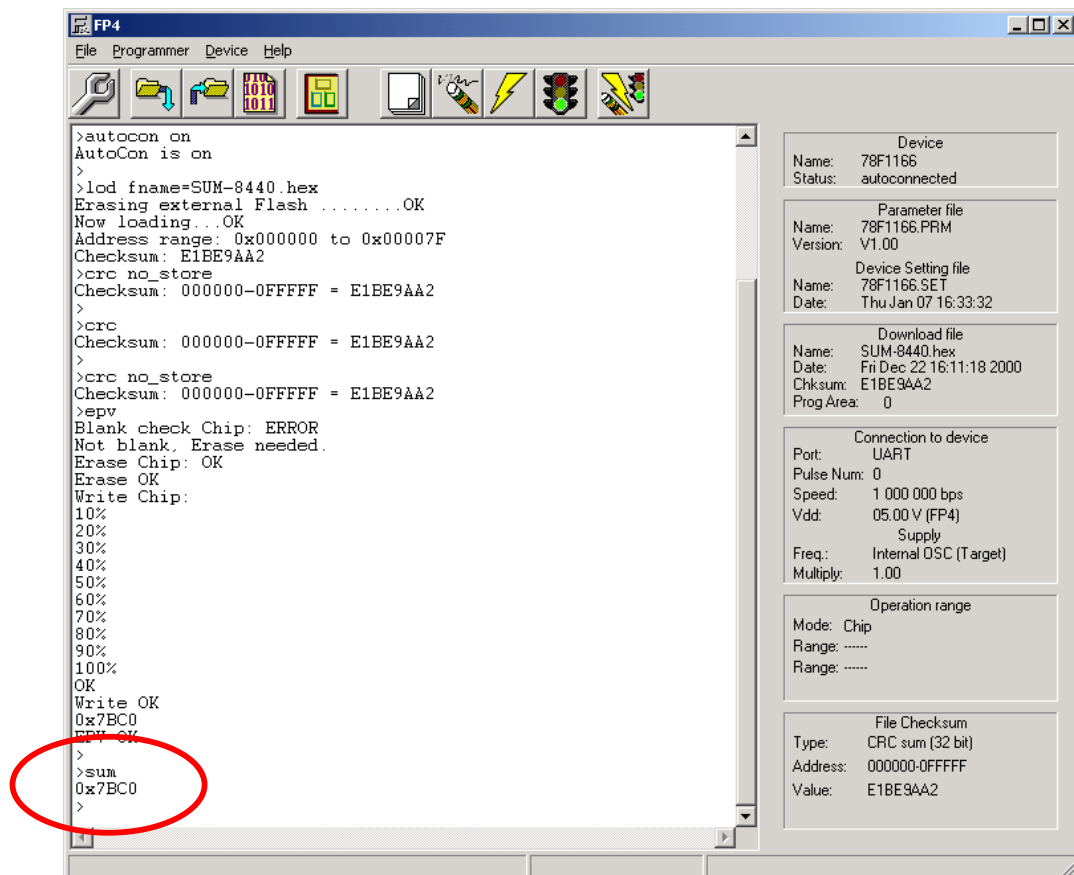 FP4
File Programmer Device Help
>autocon on
AutoCon is on
>
>lod fname=SUM-8440.hex
Erasing external Flash ........OK
Now loading...OK
Address range: 0x000000 to 0x00007F
Checksum: E1BE9AA2
>crc no_store
Checksum: 000000-0FFFFF = E1BE9AA2
>
>crc
Checksum: 000000-0FFFFF = E1BE9AA2
>
>crc no_store
Checksum: 000000-0FFFFF = E1BE9AA2
>epv
Blank check Chip: ERROR
Not blank, Erase needed.
Erase Chip: OK
Erase OK
Write Chip:
10%
20%
30%
40%
50%
60%
70%
80%
90%
100%
OK
Write OK
0x7BC0
EPV OK
>
>sum
0x7BC0
>
Device
Name: 78F1166
Status: autoconnected
Parameter file
Name: 78F1166.PRM
Version: V1.00
Device Setting file
Name: 78F1166.SET
Date: Thu Jan 07 16:33:32
Download file
Name: SUM-8440.hex
Date: Fri Dec 22 16:11:18 2000
Chksum: E1BE9AA2
Prog Area: 0
Connection to device
Port: UART
Pulse Num: 0
Speed: 1 000 000 bps
Vdd: 05.00 V (FP4)
Supply
Freq.: Internal OSC (Target)
Multiply: 1.00
Operation range
Mode: Chip
Range: ------
Range: ------
File Checksum
Type: CRC sum (32 bit)
Address: 000000-0FFFFF
Value: E1BE9AA2